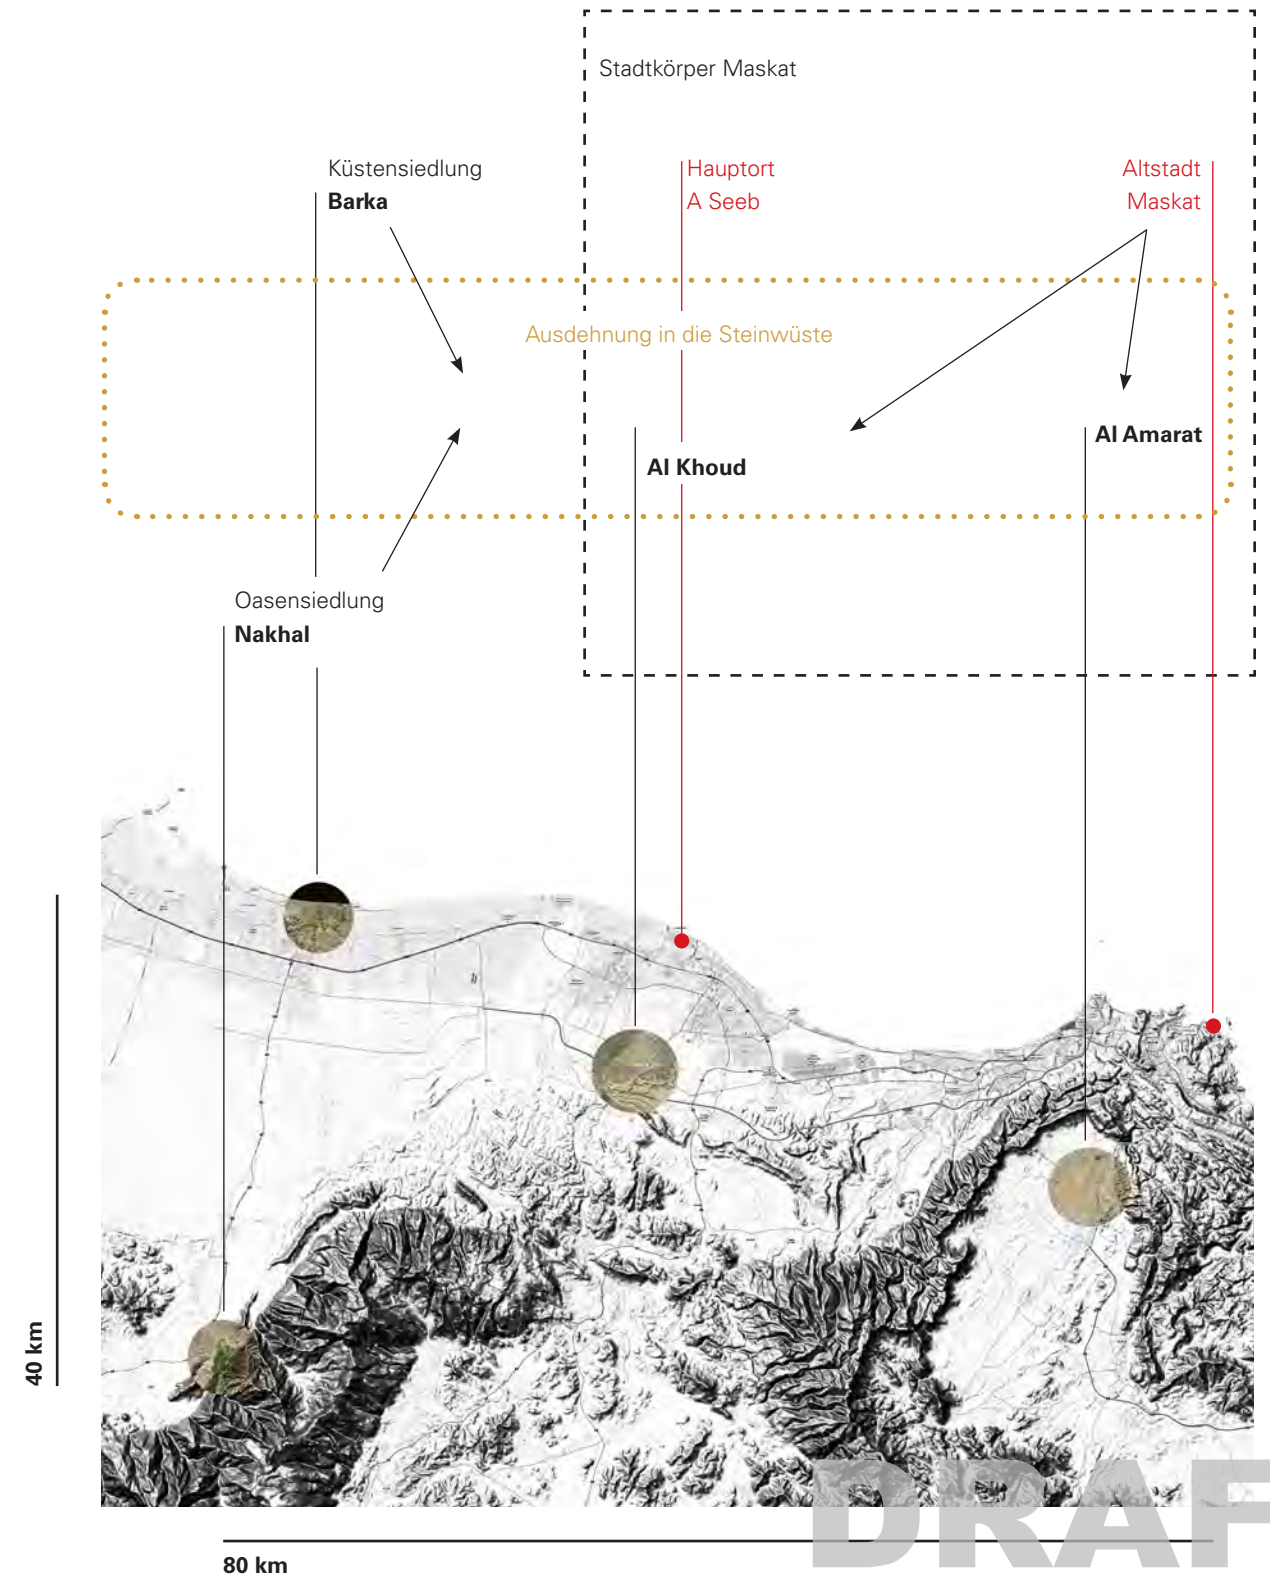 Stadtkörper Maskat
Küstensiedlung
Barka
Hauptort
A Seeb
Altstadt
Maskat
Ausdehnung in die Steinwüste
Al Amarat
Al Khoud
Oasensiedlung
Nakhal
40 km
80 km
DRAF